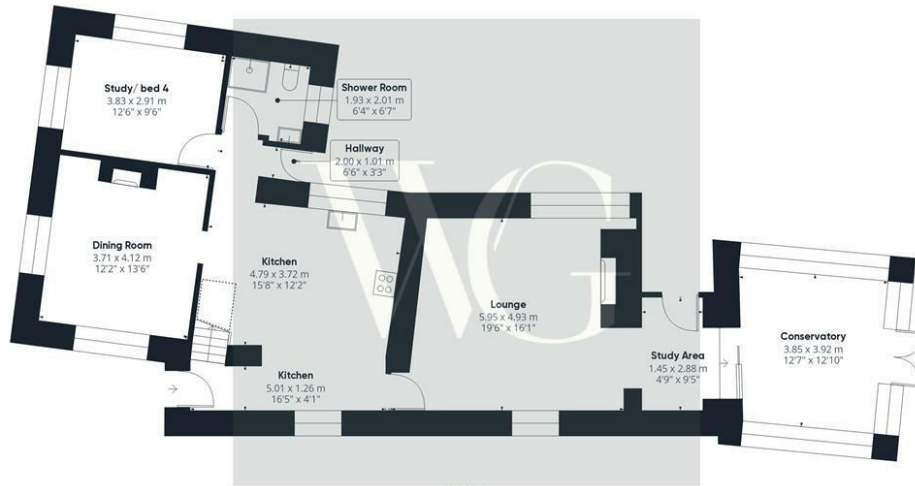 Study/ bed 4
3.83 x 2.91 m
12'6" x 9'6"
Shower Room
1.93 x 2.01 m
6'4" x 6'7"
Hallway
2.00 x 1.01 m
6'6" x 3'3"
Dining Room
3.71 x 4.12 m
12'2" x 13'6"
Kitchen
4.79 x 3.72 m
15'8" x 12'2"
Lounge
5.95 x 4.93 m
19'6" x 16'1"
Conservatory
3.85 x 3.92 m
12'7" x 12'10"
Study Area
1.45 x 2.88 m
4'9" x 9'5"
Kitchen
5.01 x 1.26 m
16'5" x 4'1"
WG